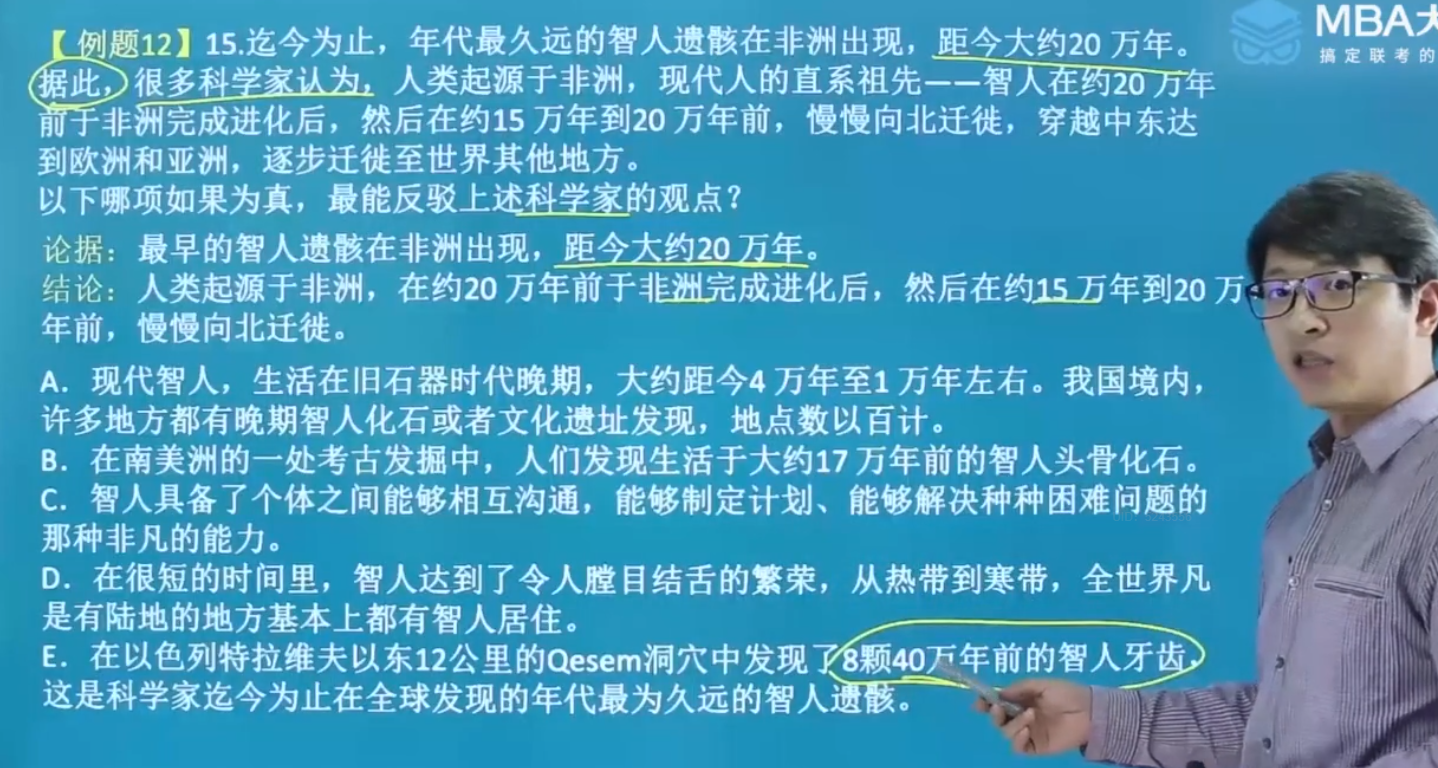 MBA大
搞定联考的
【例题12】15.迄今为止，年代最久远的智人遗骸在非洲出现，距今大约20 万年。
据此，很多科学家认为，人类起源于非洲，现代人的直系祖先——智人在约20 万年
前于非洲完成进化后，然后在约15 万年到20 万年前，慢慢向北迁徙，穿越中东达
到欧洲和亚洲，逐步迁徙至世界其他地方。
以下哪项如果为真，最能反驳上述科学家的观点？
论据：最早的智人遗骸在非洲出现，距今大约20 万年。
结论：人类起源于非洲，在约20 万年前于非洲完成进化后，然后在约15 万年到20 万
年前，慢慢向北迁徙。
A．现代智人，生活在旧石器时代晚期，大约距今4 万年至1 万年左右。我国境内，
许多地方都有晚期智人化石或者文化遗址发现，地点数以百计。
B．在南美洲的一处考古发掘中，人们发现生活于大约17 万年前的智人头骨化石。
C．智人具备了个体之间能够相互沟通，能够制定计划、能够解决种种困难问题的
那种非凡的能力。
D．在很短的时间里，智人达到了令人瞠目结舌的繁荣，从热带到寒带，全世界凡
是有陆地的地方基本上都有智人居住。
E．在以色列特拉维夫以东12公里的Qesem洞穴中发现了8颗40万年前的智人牙齿，
这是科学家迄今为止在全球发现的年代最为久远的智人遗骸。